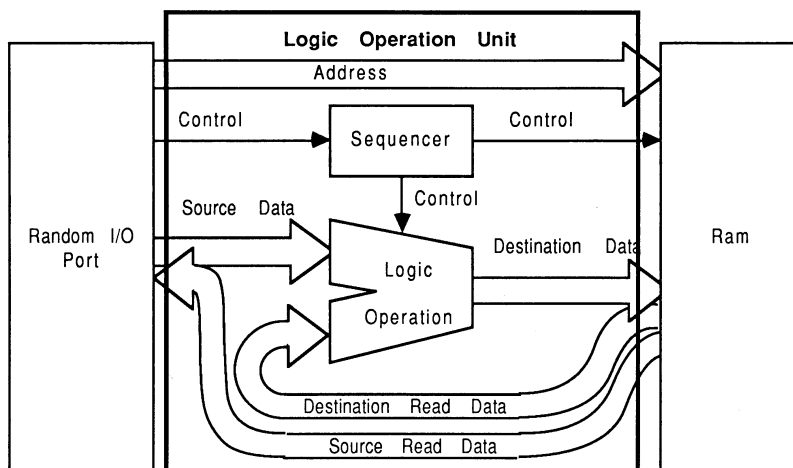 Logic Operation Unit
Address
Control
Control
Sequencer
Control
Source Data
Random I/O
Port
Logic
Operation
Destination Data
Ram
Destination Read Data
Source Read Data